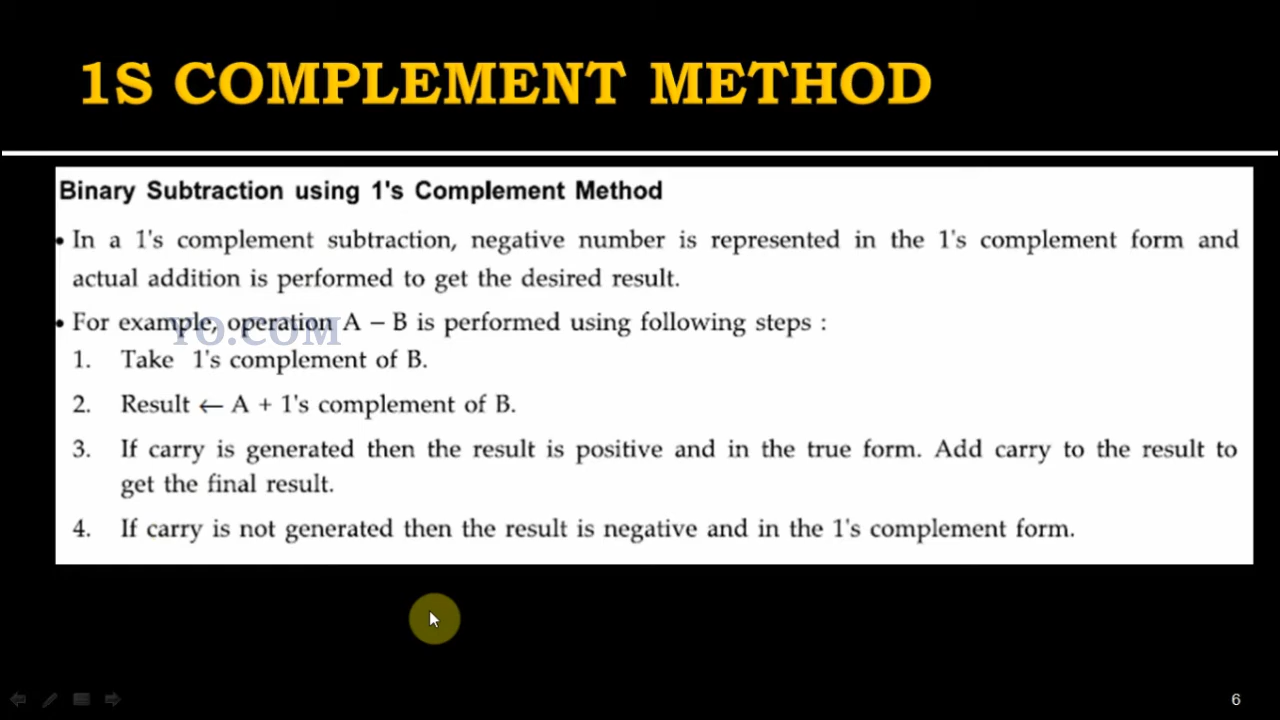 1S COMPLEMENT METHOD
Binary Subtraction using 1's Complement Method
• In a 1's complement subtraction, negative number is represented in the 1's complement form and
actual addition is performed to get the desired result.
• For example, operation A – B is performed using following steps :
YO.COM
1. Take 1's complement of B.
2. Result ← A + 1's complement of B.
3. If carry is generated then the result is positive and in the true form. Add carry to the result to
get the final result.
4. If carry is not generated then the result is negative and in the 1's complement form.
6